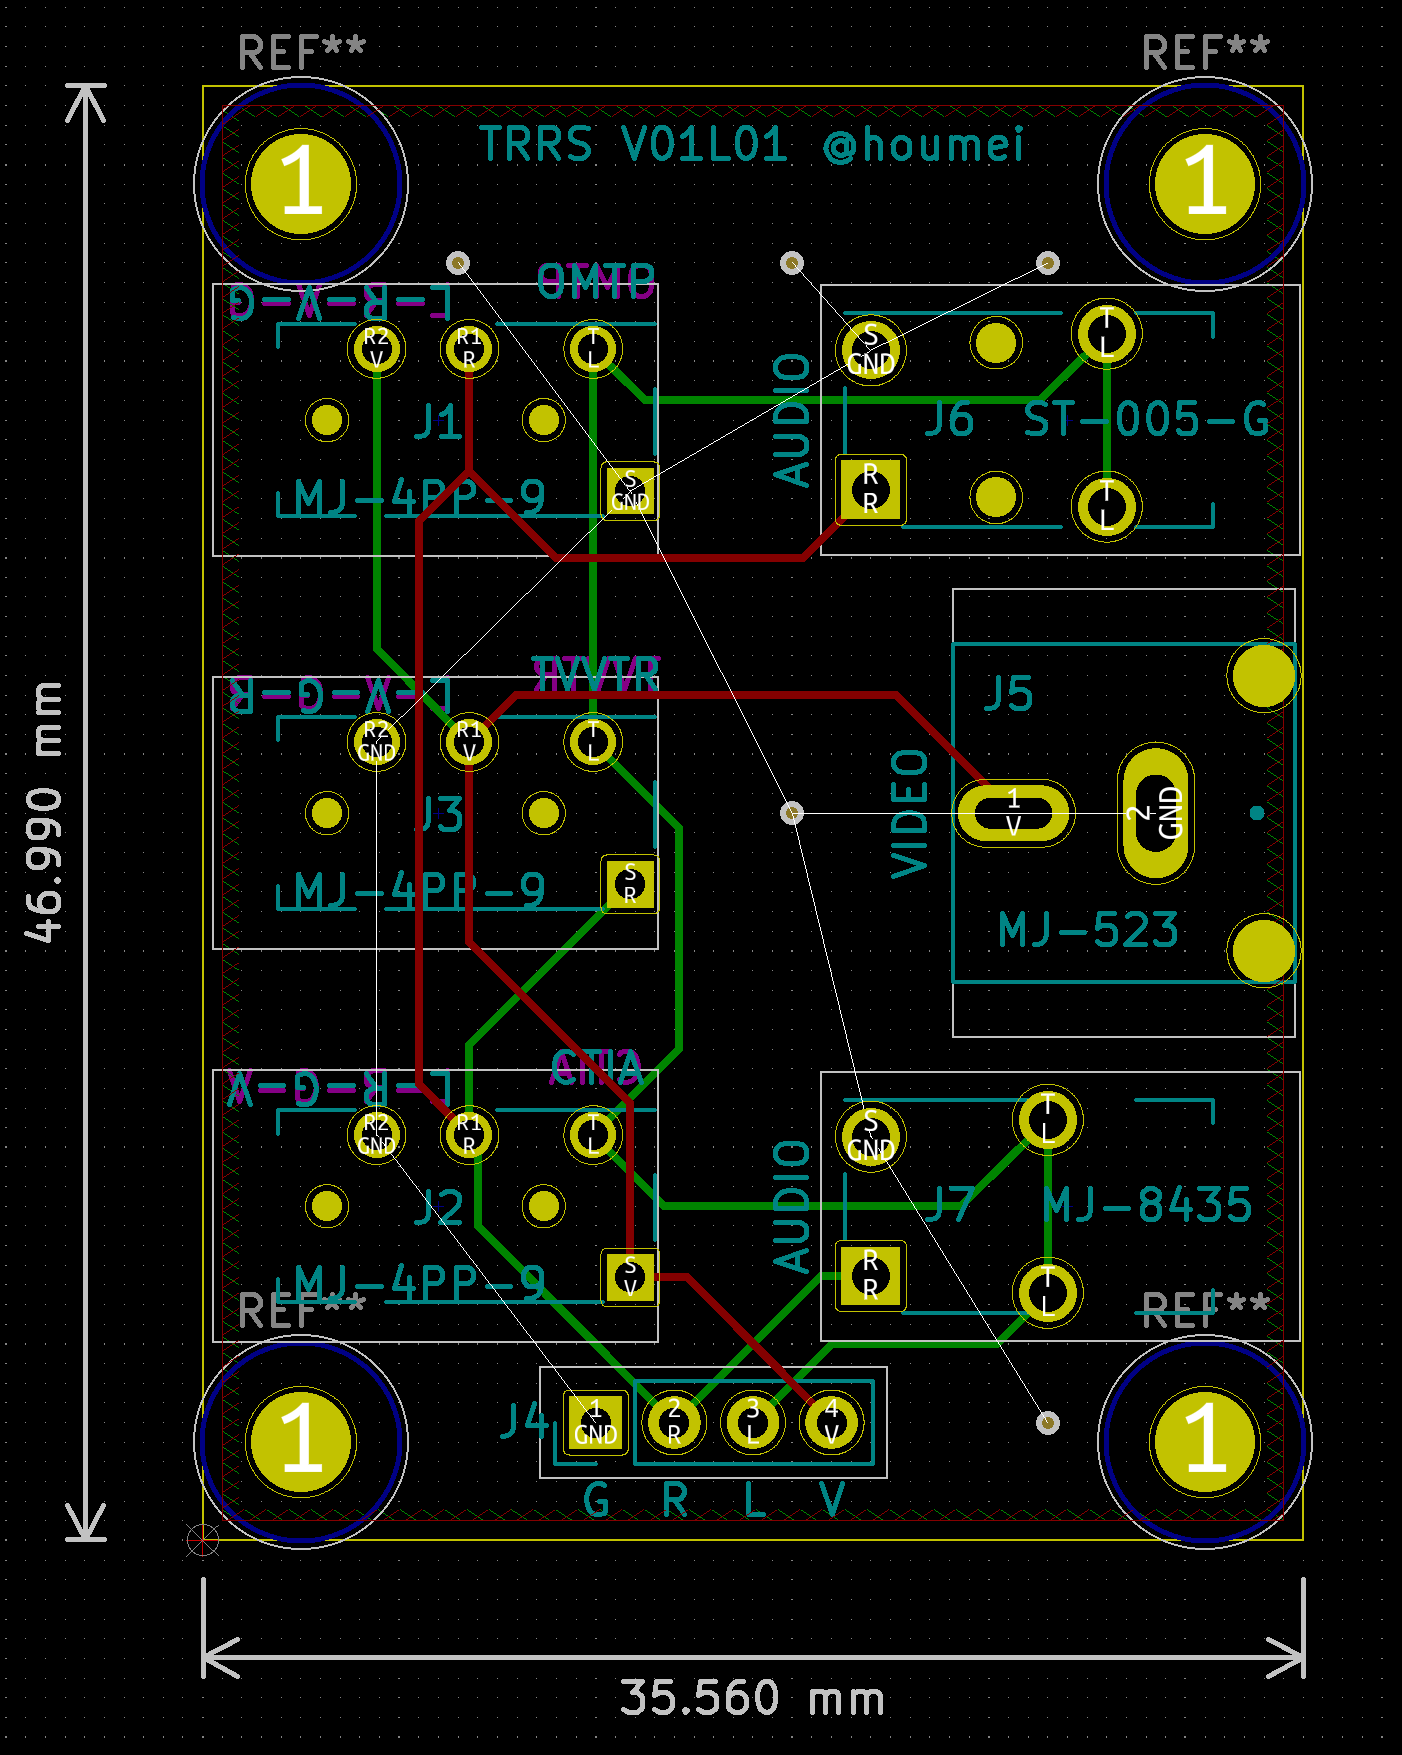 REF**
REF**
1
1
TRRS V01L01 @houmei
OMTP
L-R-V-G
R2
V
R1
R
T
L
J1
MJ-4PP-9
S
GND
AUDIO
S
GND
T
L
J6 ST-005-G
R
R
T
L
TVVTR
L-V-G-R
R2
GND
R1
V
T
L
J3
MJ-4PP-9
S
R
J5
VIDEO
1
V
2
GND
MJ-523
46.990 mm
CTIA
L-R-G-V
R2
GND
R1
R
T
L
J2
MJ-4PP-9
S
V
AUDIO
S
GND
T
L
J7 MJ-8435
R
R
T
L
REF**
REF**
1
1
J4
1
GND
2
R
3
L
4
V
G R L V
35.560 mm